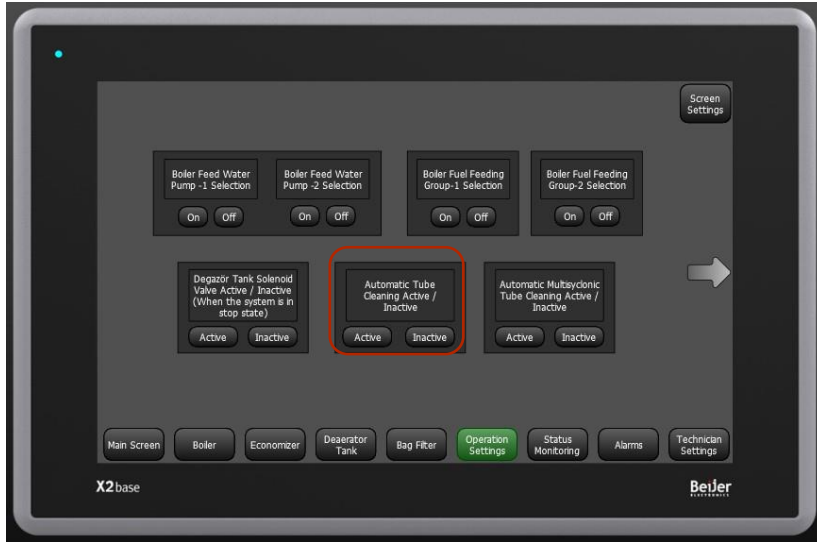 Screen
Settings
Boiler Feed Water
Pump -1 Selection
Boiler Feed Water
Pump -2 Selection
Boiler Fuel Feeding
Group-1 Selection
Boiler Fuel Feeding
Group-2 Selection
On Off
On Off
On Off
On Off
Degazör Tank Solenoid
Valve Active / Inactive
(When the system is in
stop state)
Automatic Tube
Cleaning Active /
Inactive
Automatic Multisyclonic
Tube Cleaning Active /
Inactive
Active Inactive
Active Inactive
Active Inactive
Main Screen
Boiler
Economizer
Deaerator
Tank
Bag Filter
Operation
Settings
Status
Monitoring
Alarms
Technician
Settings
X2base
Beijer
ELECTRONICS